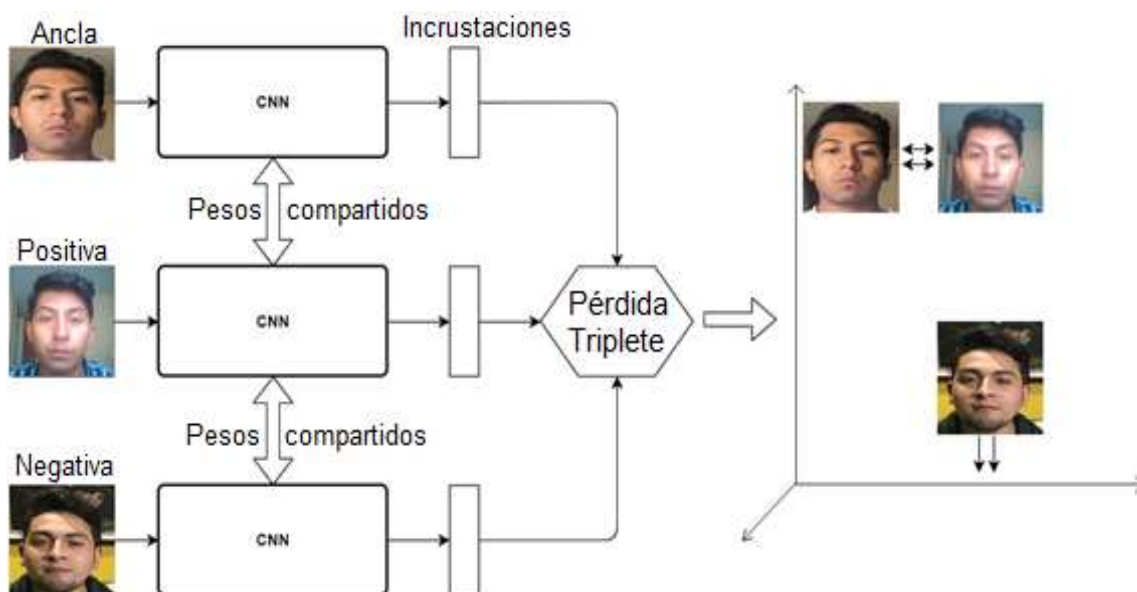 Ancla
Incrustaciones
CNN
Pesos compartidos
Positiva
CNN
Pérdida
Triplete
Pesos compartidos
Negativa
CNN